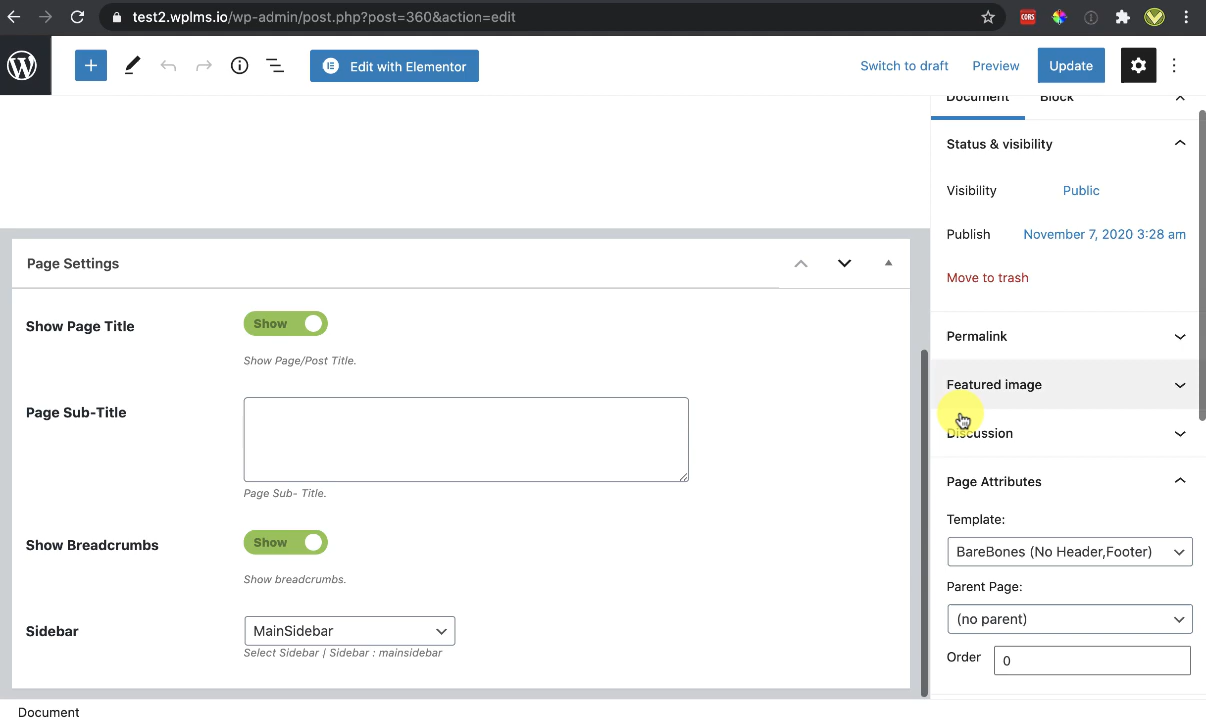 test2.wplms.io/wp-admin/post.php?post=360&action=edit
CORS
Edit with Elementor
Switch to draft
Preview
Update
Document
Block
Status & visibility
Visibility
Public
Publish
November 7, 2020 3:28 am
Move to trash
Permalink
Featured image
Discussion
Page Attributes
Template:
BareBones (No Header,Footer)
Parent Page:
(no parent)
Order
0
Page Settings
Show Page Title
Show
Show Page/Post Title.
Page Sub-Title
Page Sub- Title.
Show Breadcrumbs
Show
Show breadcrumbs.
Sidebar
MainSidebar
Select Sidebar | Sidebar : mainsidebar
Document